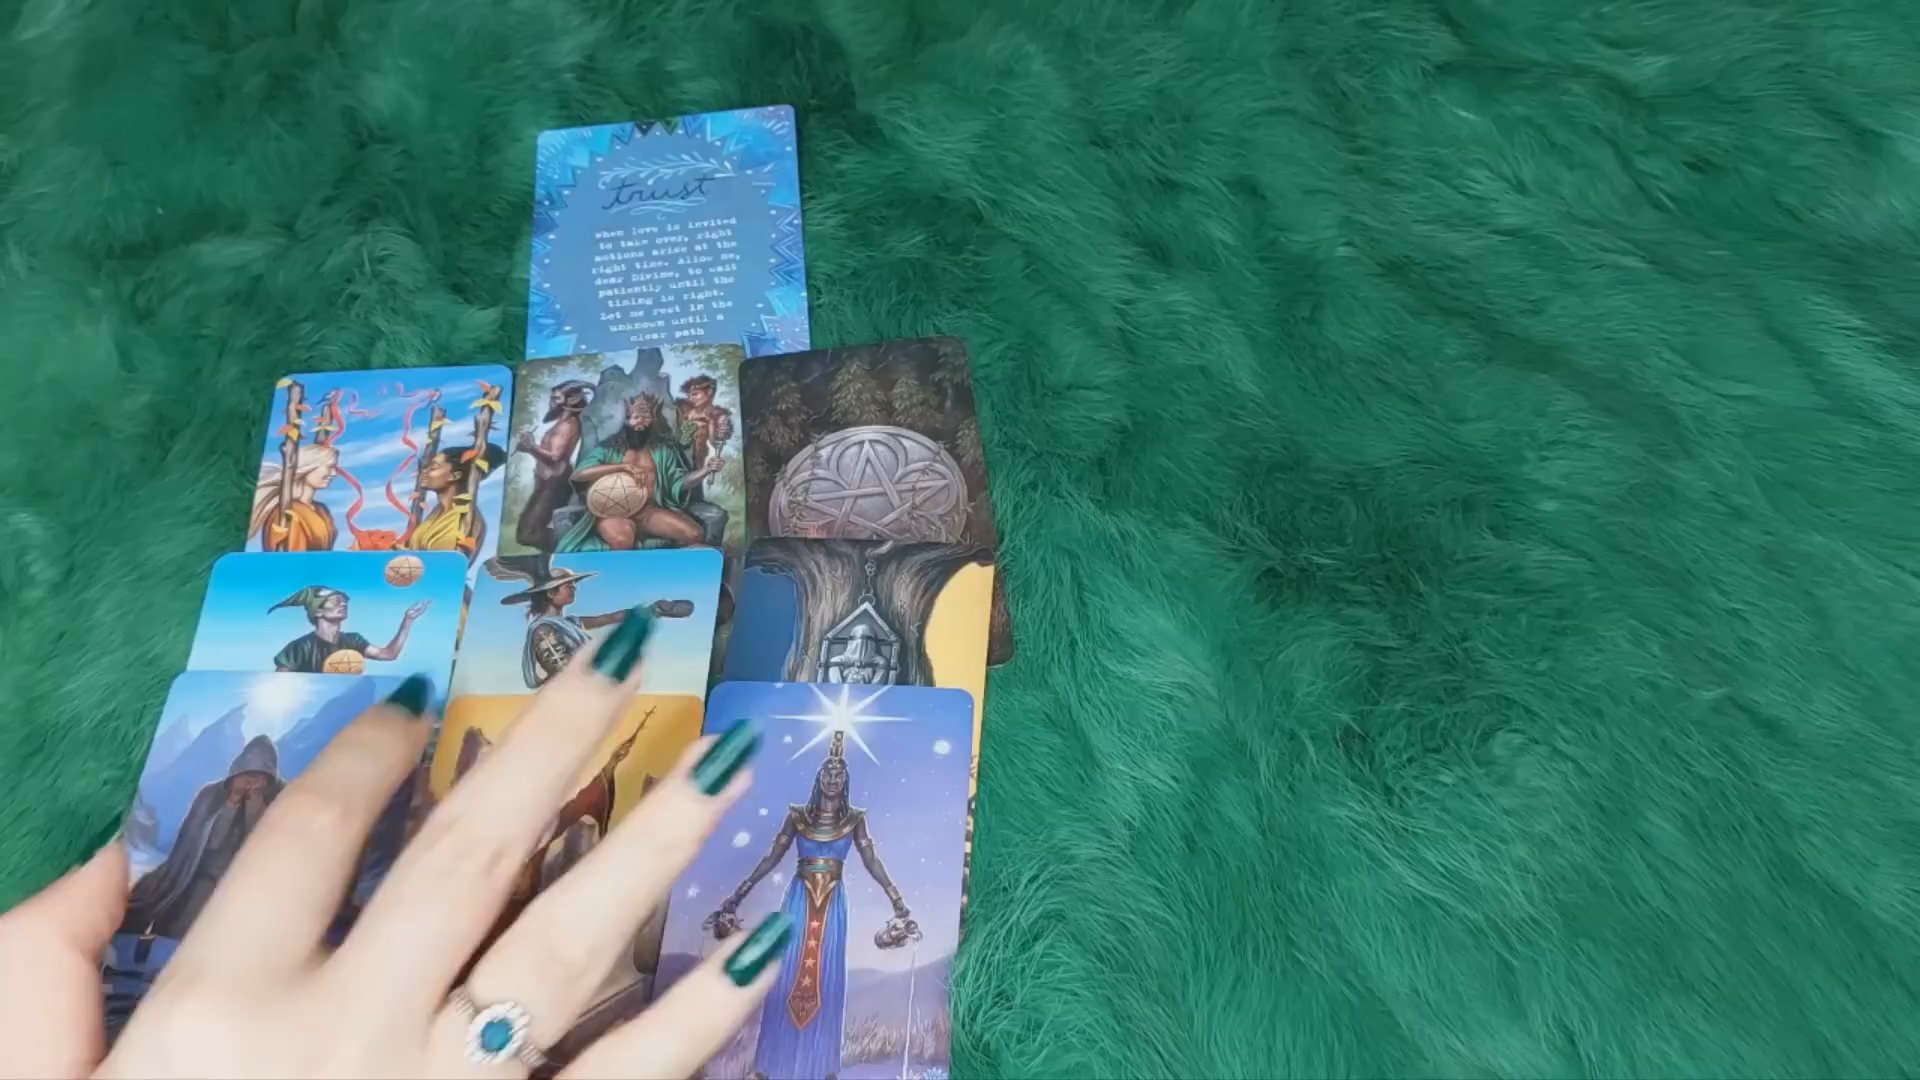 trust
When love is invited
to take over, right
actions arise at the
right time. Allow me,
dear Divine, to wait
patiently until the
timing is right.
Let me rest in the
unknown until a
clear path